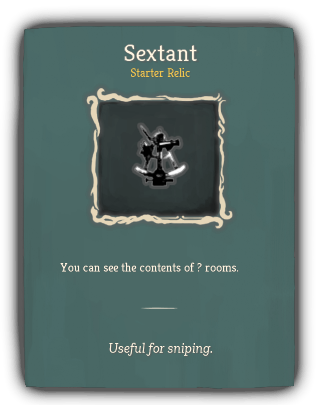 Sextant
Starter Relic
You can see the contents of ? rooms.
Useful for sniping.